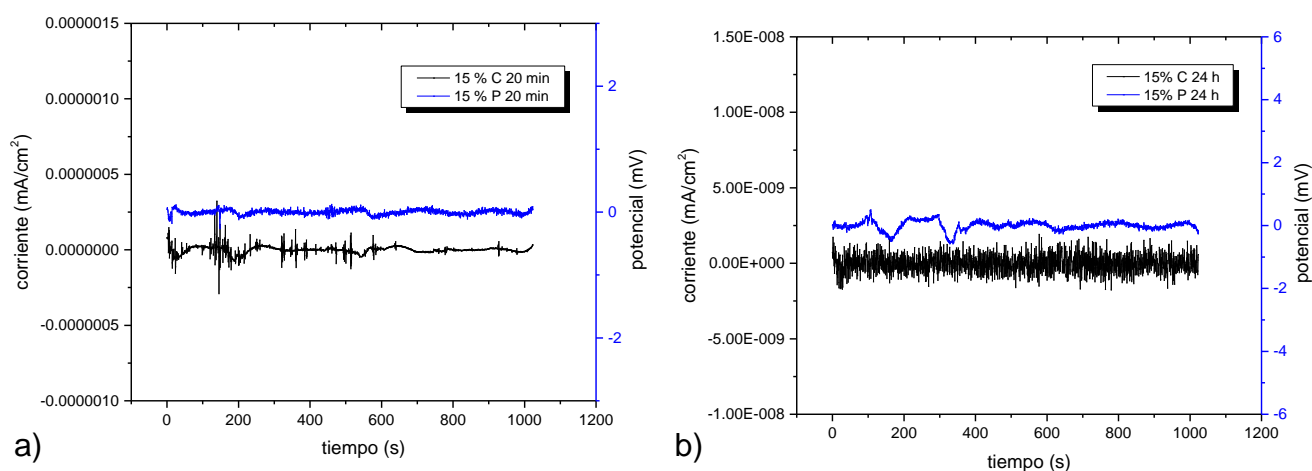 0.0000015
0.0000010
0.0000005
0.0000000
-0.0000005
-0.0000010
corriente (mA/cm²)
0 200 400 600 800 1000 1200
tiempo (s)
2
0
-2
potencial (mV)
15 % C 20 min
15 % P 20 min
a)
1.50E-008
1.00E-008
5.00E-009
0.00E+000
-5.00E-009
-1.00E-008
corriente (mA/cm²)
0 200 400 600 800 1000 1200
tiempo (s)
6
4
2
0
-2
-4
-6
potencial (mV)
15% C 24 h
15% P 24 h
b)